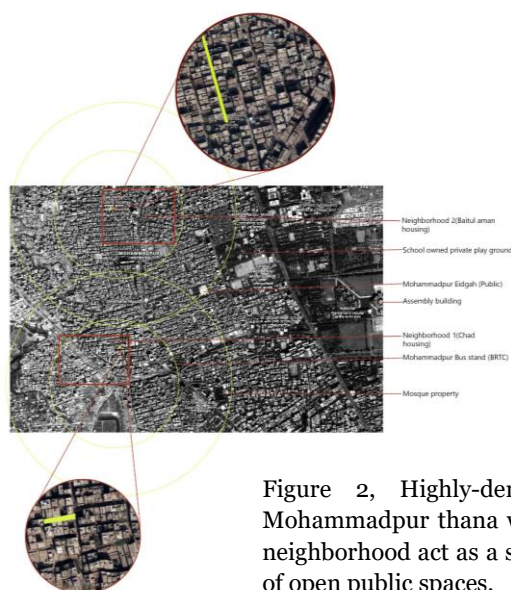 MOHAMMADPUR
Neighborhood 2(Baitul aman
housing)
School owned private play ground
Mohammadpur Eidgah (Public)
Assembly building
Neighborhood 1(Chad
housing)
Mohammadpur Bus stand (BRTC)
Mosque property
Figure 2, Highly-den
Mohammadpur thana w
neighborhood act as a s
of open public spaces.